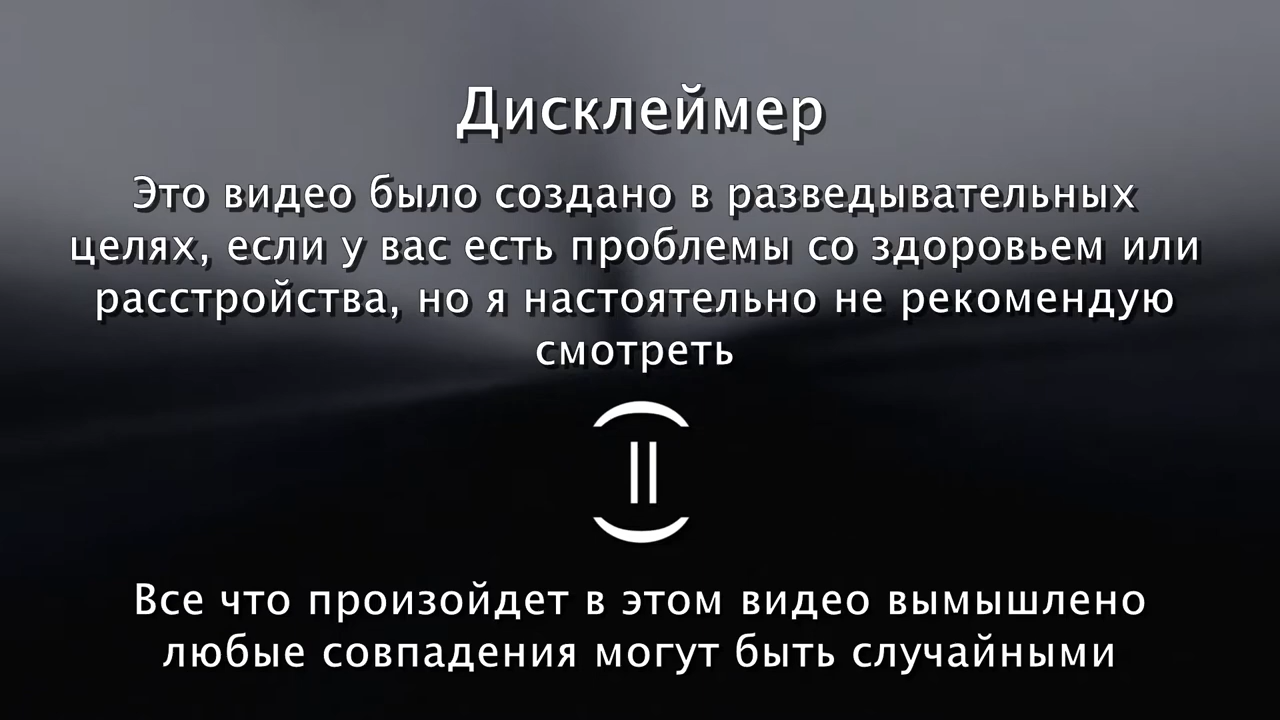 Дисклеймер
Это видео было создано в разведывательных
целях, если у вас есть проблемы со здоровьем или
расстройства, но я настоятельно не рекомендую
смотреть
Все что произойдет в этом видео вымышлено
любые совпадения могут быть случайными